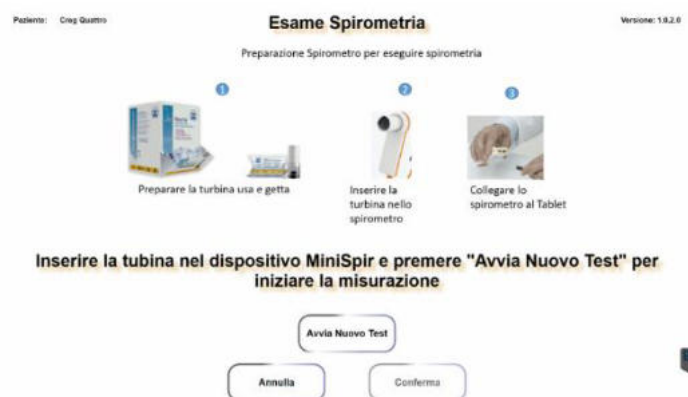 Paziente: Creg Quattro
Esame Spirometria
Versione: 1.0.2.0
Preparazione Spirometro per eseguire spirometria
1
2
3
Preparare la turbina usa e getta
Inserire la
turbina nello
spirometro
Collegare lo
spirometro al Tablet
Inserire la tubina nel dispositivo MiniSpir e premere "Avvia Nuovo Test" per
iniziare la misurazione
Avvia Nuovo Test
Annulla
Conferma